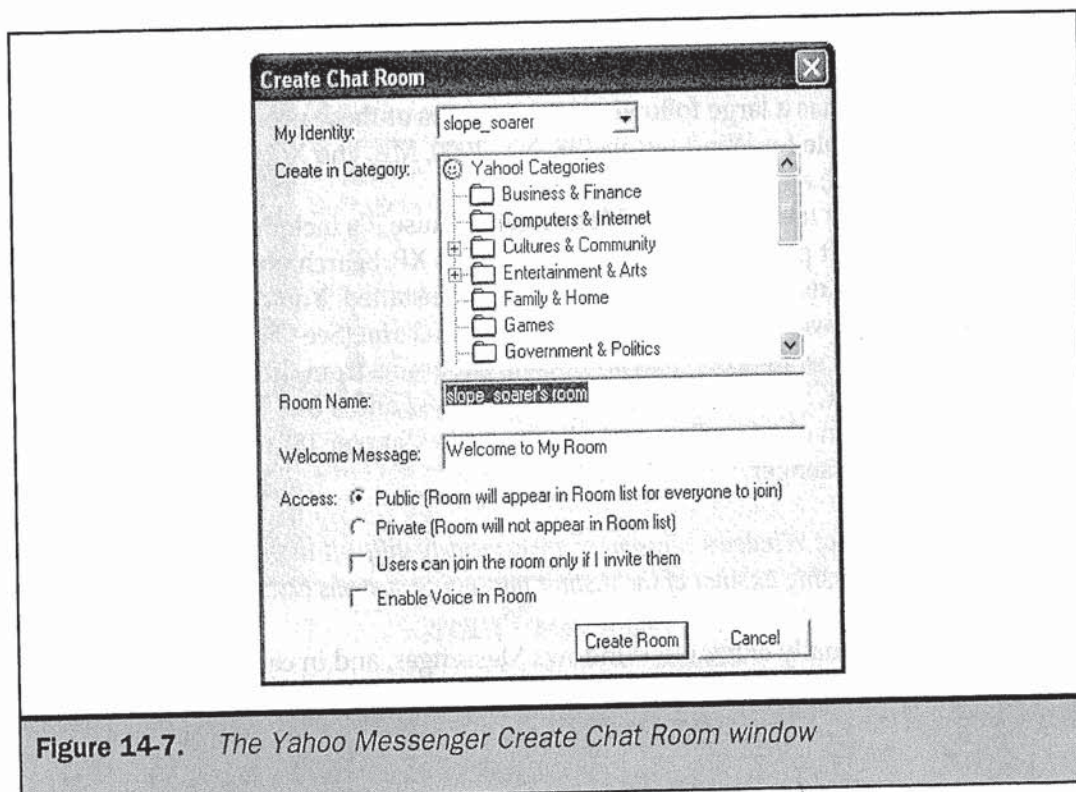 Create Chat Room
My Identity: slope_soarer
Create in Category: Yahoo! Categories
Business & Finance
Computers & Internet
Cultures & Community
Entertainment & Arts
Family & Home
Games
Government & Politics
Room Name: slope_soarer's room
Welcome Message: Welcome to My Room
Access: Public (Room will appear in Room list for everyone to join)
Private (Room will not appear in Room list)
Users can join the room only if I invite them
Enable Voice in Room
Create Room Cancel
Figure 14-7. The Yahoo Messenger Create Chat Room window